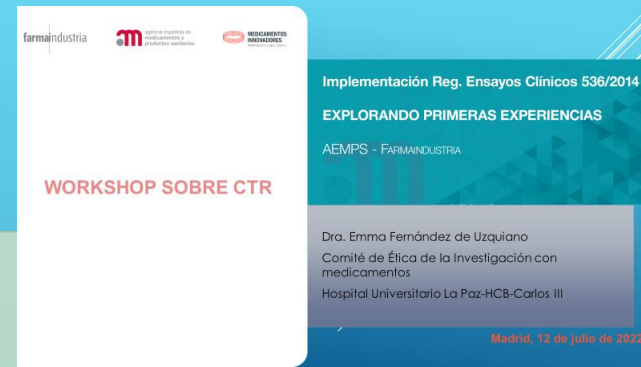 farmaindustria
agencia española de
medicamentos y
productos sanitarios
MEDICAMENTOS
INNOVADORES
WORKSHOP SOBRE CTR
Implementación Reg. Ensayos Clínicos 536/2014
EXPLORANDO PRIMERAS EXPERIENCIAS
AEMPS - FARMAINDUSTRIA
Dra. Emma Fernández de Uzquiano
Comité de Ética de la Investigación con
medicamentos
Hospital Universitario La Paz-HCB-Carlos III
Madrid, 12 de julio de 2022